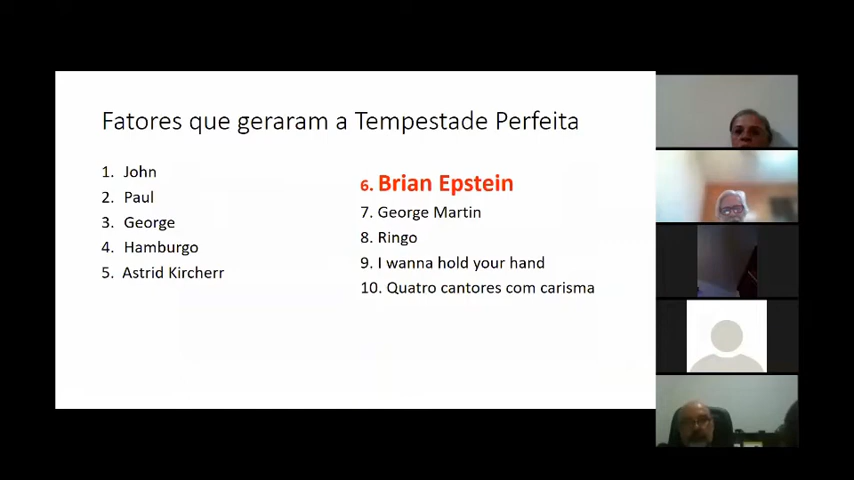 Fatores que geraram a Tempestade Perfeita
1. John
2. Paul
3. George
4. Hamburgo
5. Astrid Kircherr
6. Brian Epstein
7. George Martin
8. Ringo
9. I wanna hold your hand
10. Quatro cantores com carisma